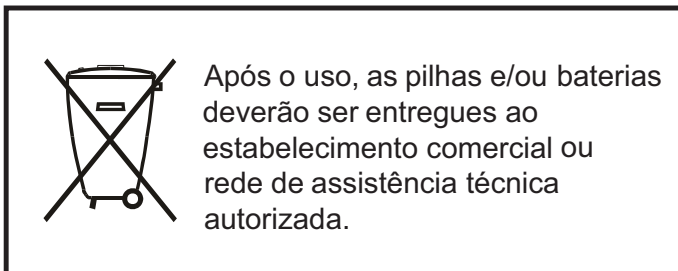 Após o uso, as pilhas e/ou baterias
deverão ser entregues ao
estabelecimento comercial ou
rede de assistência técnica
autorizada.